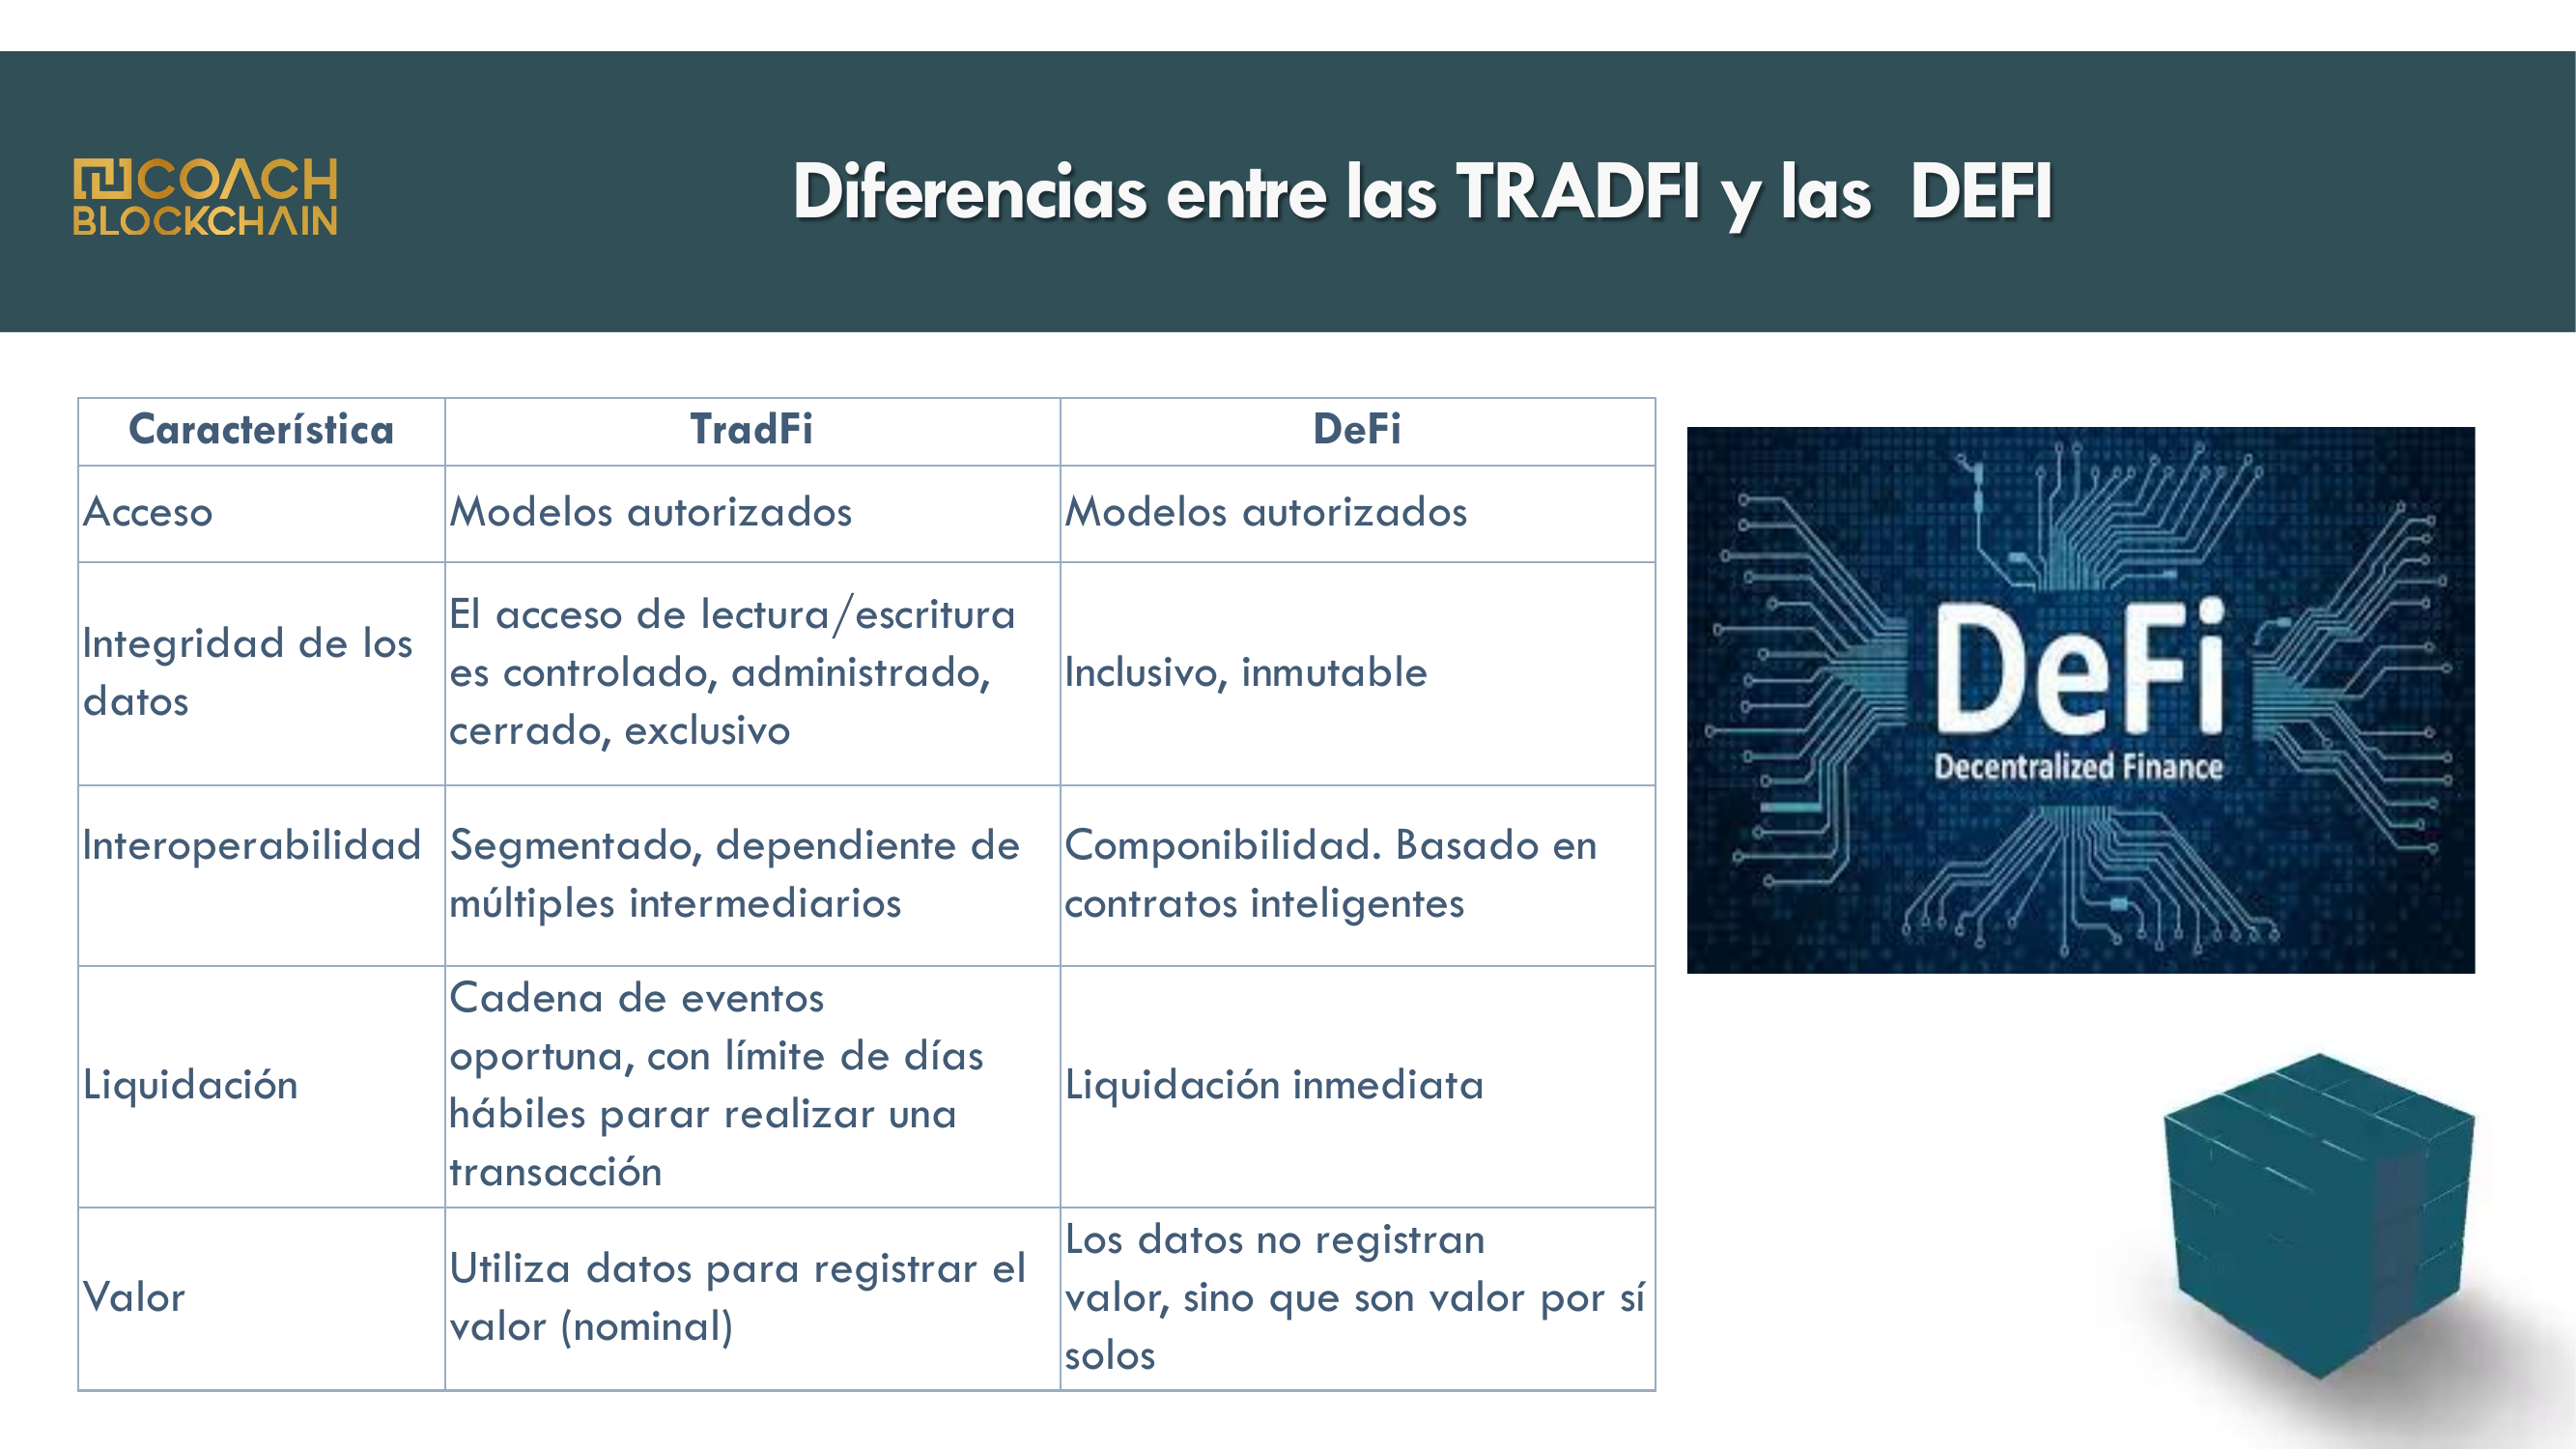 COACH
BLOCKCHAIN
Diferencias entre las TRADFI y las DEFI
Característica
TradFi
DeFi
Acceso
Modelos autorizados
Modelos autorizados
Integridad de los
datos
El acceso de lectura/escritura
es controlado, administrado,
cerrado, exclusivo
Inclusivo, inmutable
Interoperabilidad
Segmentado, dependiente de
múltiples intermediarios
Componibilidad. Basado en
contratos inteligentes
Liquidación
Cadena de eventos
oportuna, con límite de días
hábiles parar realizar una
transacción
Liquidación inmediata
Valor
Utiliza datos para registrar el
valor (nominal)
Los datos no registran
valor, sino que son valor por sí
solos
DeFi
Decentralized Finance